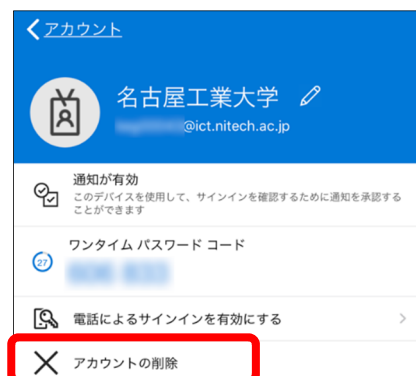 アカウント
名古屋工業大学
@ict.nitech.ac.jp
通知が有効
このデバイスを使用して、サインインを確認するために通知を承認する
ことができます
ワンタイム パスワード コード
27
電話によるサインインを有効にする
アカウントの削除